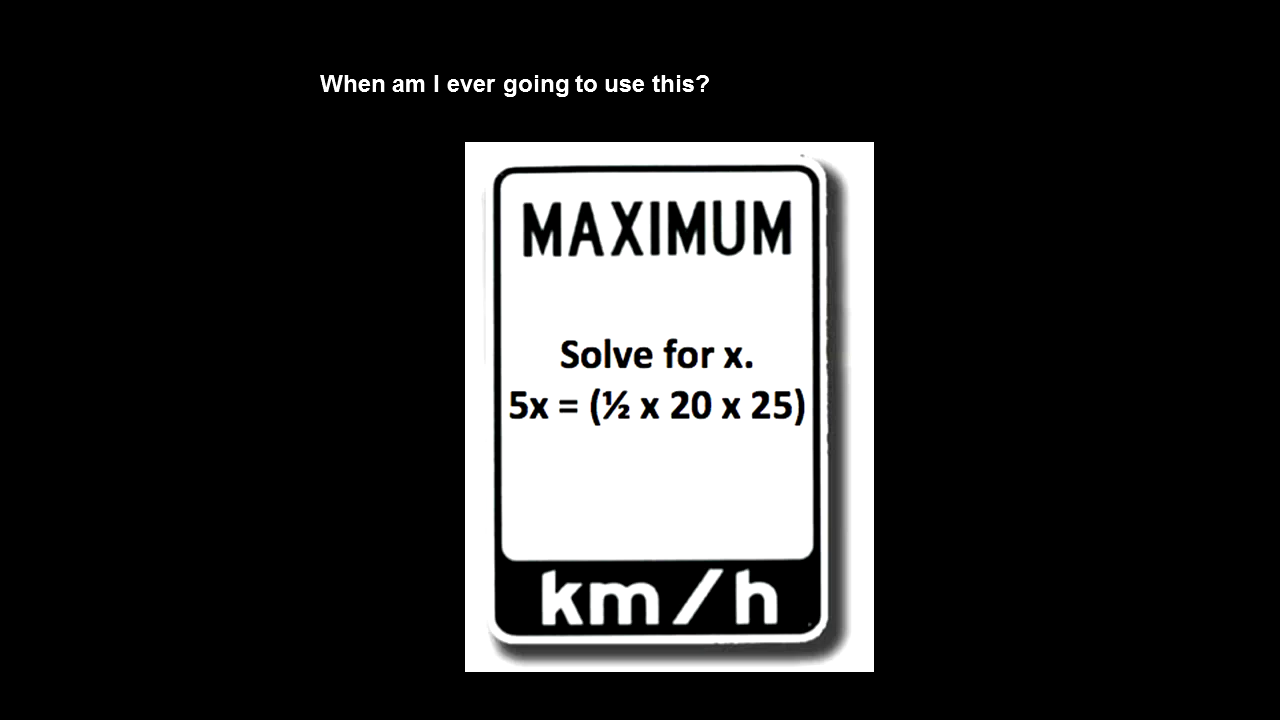 When am I ever going to use this?
MAXIMUM
Solve for x.
5x = (½ x 20 x 25)
km/h